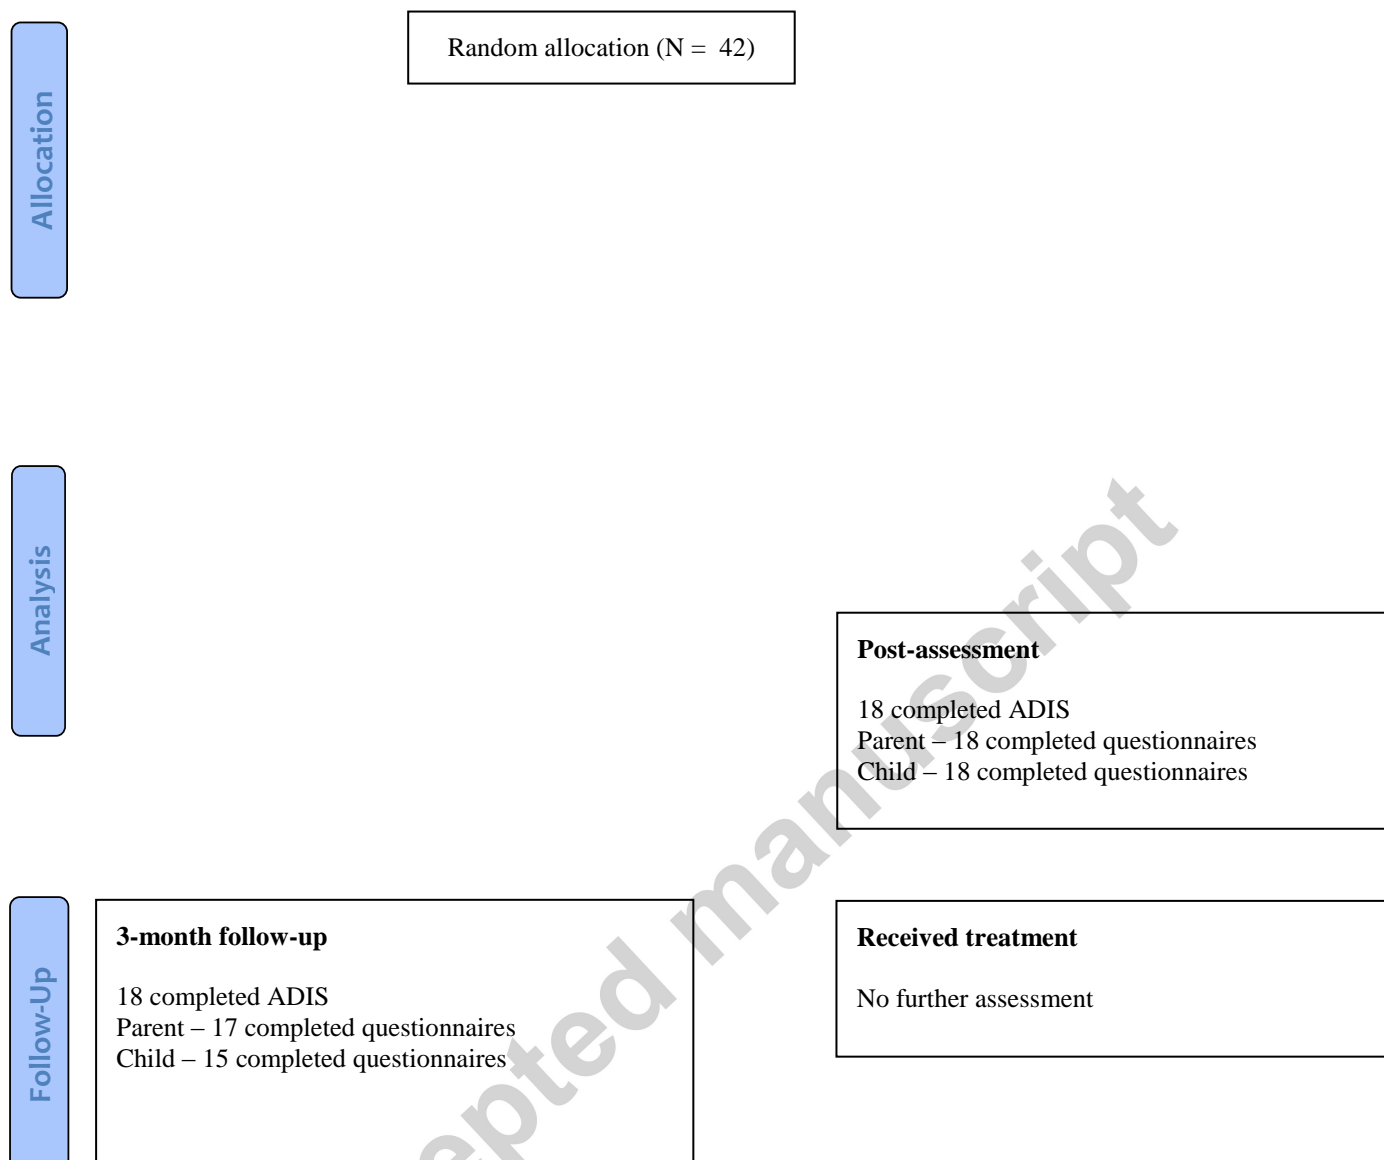 Allocation
Random allocation (N =  42)
Analysis
Post-assessment
18 completed ADIS
Parent – 18 completed questionnaires
Child – 18 completed questionnaires
Follow-Up
3-month follow-up
18 completed ADIS
Parent – 17 completed questionnaires
Child – 15 completed questionnaires
Received treatment
No further assessment
epted manuscript